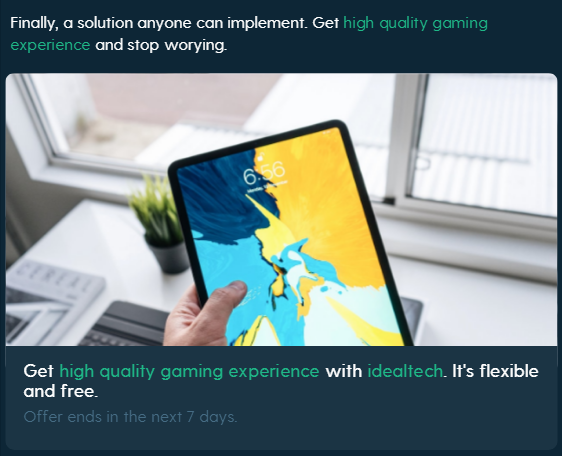 Finally, a solution anyone can implement. Get high quality gaming
experience and stop worying.
6:56
CEREAL
Get high quality gaming experience with idealtech. It's flexible
and free.
Offer ends in the next 7 days.